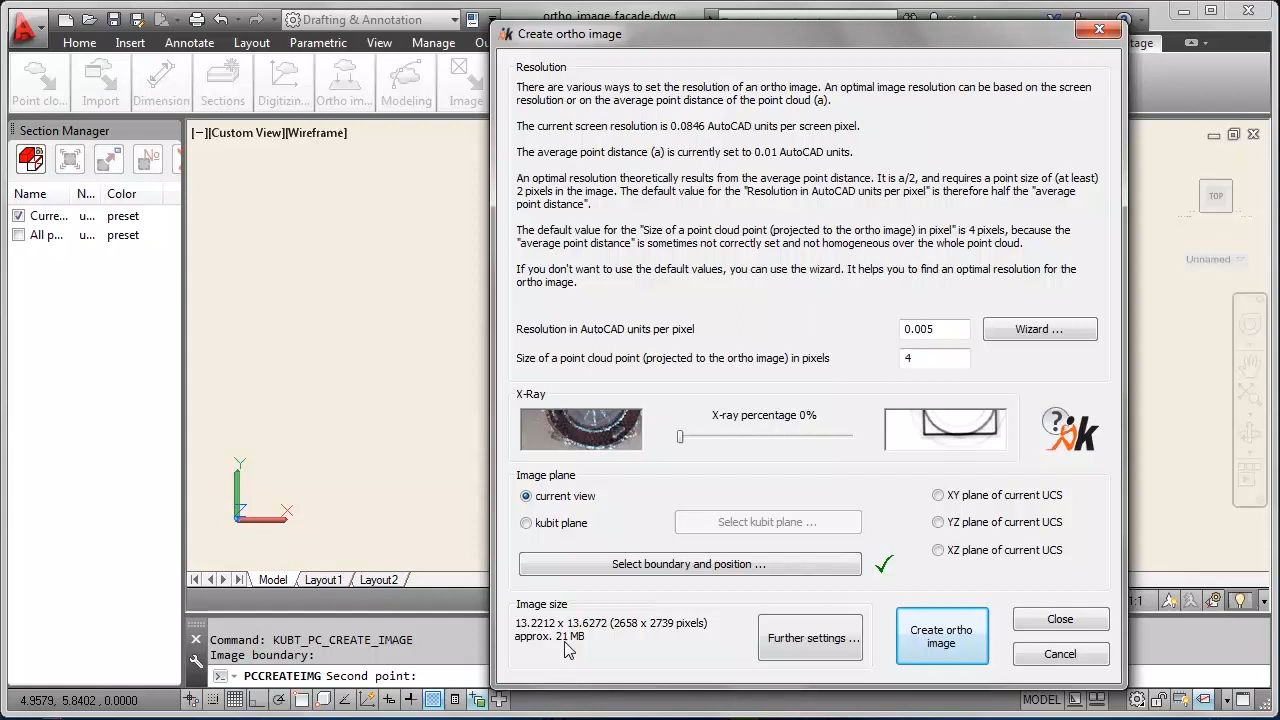 Drafting & Annotation
ortho_image_facade.dwg
Home Insert Annotate Layout Parametric View Manage
Point clo... Import Dimension Sections Digitizin... Ortho im... Modeling Image
Section Manager
Name N... Color
Curre... u... preset
All p... u... preset
[−][Custom View][Wireframe]
Y
X
Z
Model Layout1 Layout2
Create ortho image
Resolution
There are various ways to set the resolution of an ortho image. An optimal image resolution can be based on the screen
resolution or on the average point distance of the point cloud (a).
The current screen resolution is 0.0846 AutoCAD units per screen pixel.
The average point distance (a) is currently set to 0.01 AutoCAD units.
An optimal resolution theoretically results from the average point distance. It is a/2, and requires a point size of (at least)
2 pixels in the image. The default value for the "Resolution in AutoCAD units per pixel" is therefore half the "average
point distance".
The default value for the "Size of a point cloud point (projected to the ortho image) in pixel" is 4 pixels, because the
"average point distance" is sometimes not correctly set and not homogeneous over the whole point cloud.
If you don't want to use the default values, you can use the wizard. It helps you to find an optimal resolution for the
ortho image.
Resolution in AutoCAD units per pixel 0.005 Wizard ...
Size of a point cloud point (projected to the ortho image) in pixels 4
X-Ray
X-ray percentage 0%
? k
Image plane
current view XY plane of current UCS
kubit plane Select kubit plane ... YZ plane of current UCS
XZ plane of current UCS
Select boundary and position ...
Image size
13.2212 x 13.6272 (2658 x 2739 pixels)
approx. 21 MB
Further settings ...
Create ortho
image
Close
Cancel
tage
TOP
Unnamed
1:1
Command: KUBT_PC_CREATE_IMAGE
Image boundary:
PCCREATEIMG Second point:
4.9579, 5.8402, 0.0000
MODEL